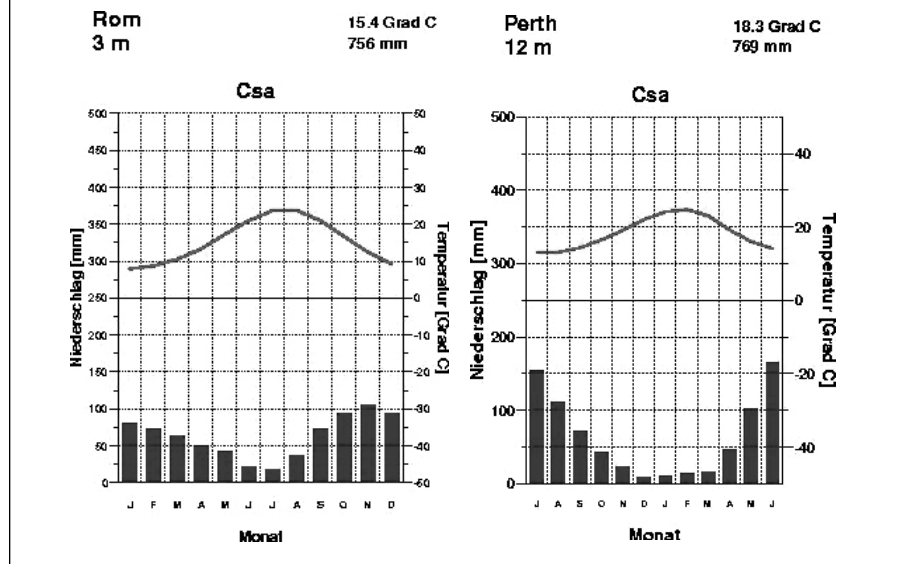 Rom
3 m
15.4 Grad C
756 mm
Csa
Niederschlag [mm]
500
450
400
350
300
250
200
150
100
50
0
50
40
30
20
10
0
-10
-20
-30
-40
-50
Temperatur [Grad C]
J F M A M J J A S O N D
Monat
Perth
12 m
18.3 Grad C
769 mm
Csa
Niederschlag [mm]
500
400
300
200
100
0
40
20
0
-20
-40
Temperatur [Grad C]
J A S O N D J F M A M J
Monat